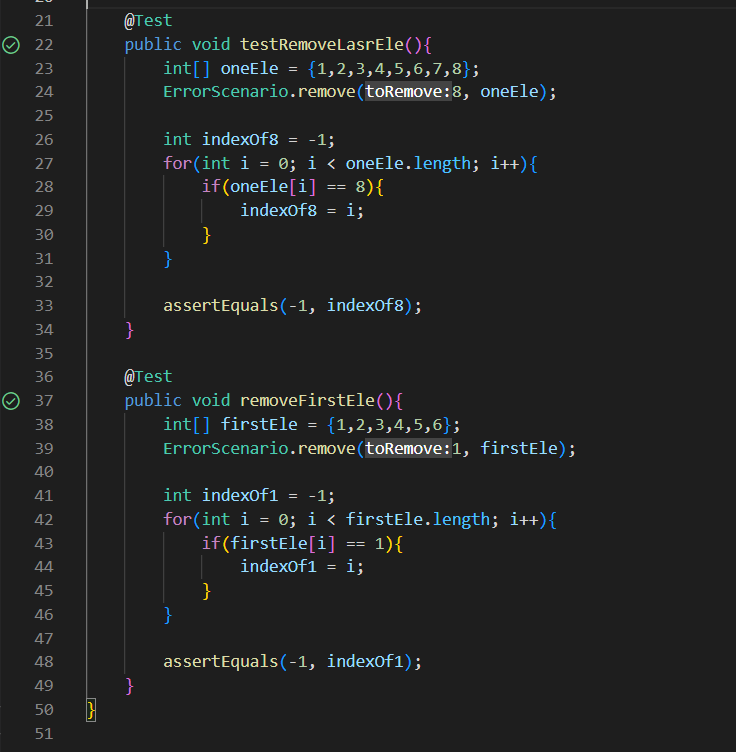 21 @Test
22 public void testRemoveLasrEle(){
23 int[] oneEle = {1,2,3,4,5,6,7,8};
24 ErrorScenario.remove(toRemove:8, oneEle);
25
26 int indexOf8 = -1;
27 for(int i = 0; i < oneEle.length; i++){
28 if(oneEle[i] == 8){
29 indexOf8 = i;
30 }
31 }
32
33 assertEquals(-1, indexOf8);
34 }
35
36 @Test
37 public void removeFirstEle(){
38 int[] firstEle = {1,2,3,4,5,6};
39 ErrorScenario.remove(toRemove:1, firstEle);
40
41 int indexOf1 = -1;
42 for(int i = 0; i < firstEle.length; i++){
43 if(firstEle[i] == 1){
44 indexOf1 = i;
45 }
46 }
47
48 assertEquals(-1, indexOf1);
49 }
50 }
51